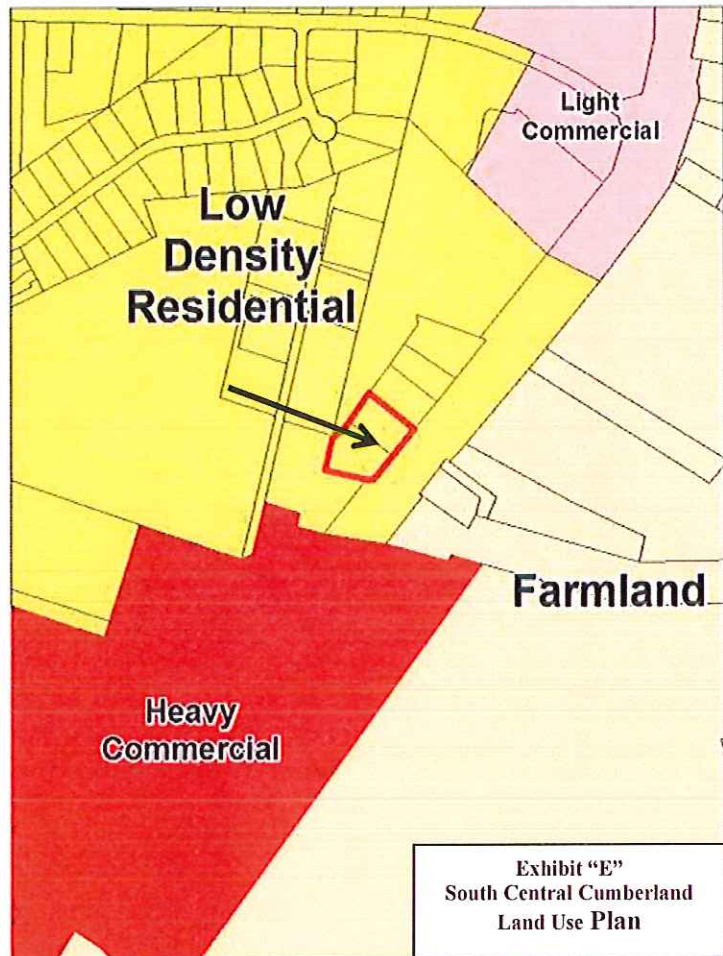 Light
Commercial
Low
Density
Residential
Farmland
Heavy
Commercial
Exhibit “E”
South Central Cumberland
Land Use Plan